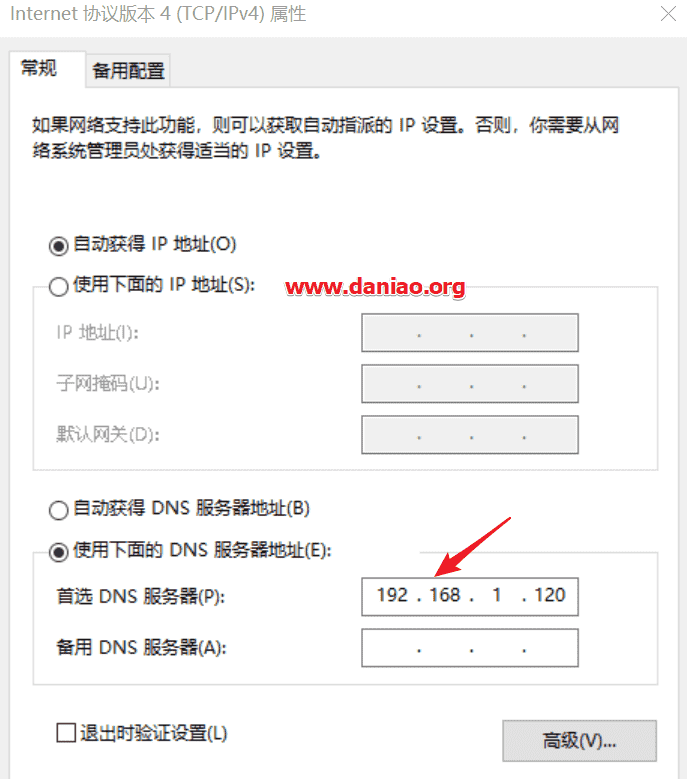 Internet 协议版本 4 (TCP/IPv4) 属性
常规
备用配置
如果网络支持此功能，则可以获取自动指派的 IP 设置。否则，你需要从网
络系统管理员处获得适当的 IP 设置。
自动获得 IP 地址(O)
使用下面的 IP 地址(S):
www.daniao.org
IP 地址(I):
. . .
子网掩码(U):
. . .
默认网关(D):
. . .
自动获得 DNS 服务器地址(B)
使用下面的 DNS 服务器地址(E):
首选 DNS 服务器(P):
192 . 168 . 1 . 120
备用 DNS 服务器(A):
. . .
退出时验证设置(L)
高级(V)...